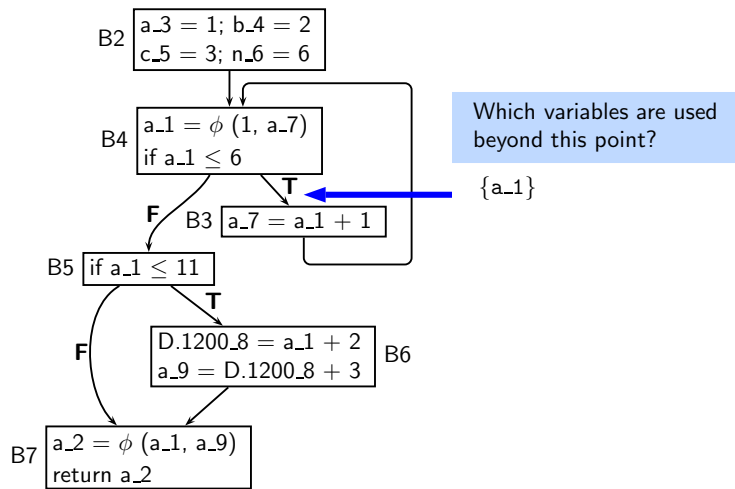 B2
a_3 = 1; b_4 = 2
c_5 = 3; n_6 = 6
B4
a_1 = ϕ (1, a_7)
if a_1 ≤ 6
Which variables are used
beyond this point?
{a_1}
T
F
B3
a_7 = a_1 + 1
B5
if a_1 ≤ 11
T
F
D.1200_8 = a_1 + 2
a_9 = D.1200_8 + 3
B6
B7
a_2 = ϕ (a_1, a_9)
return a_2